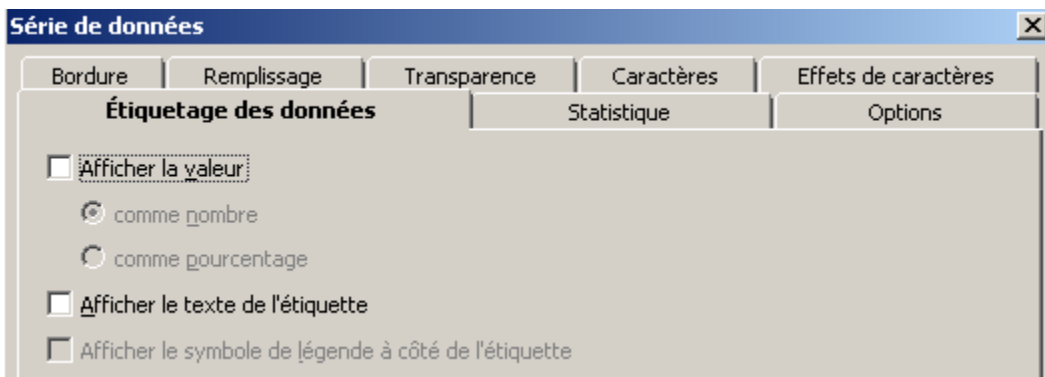 Série de données
Bordure Remplissage Transparence Caractères Effets de caractères
Étiquetage des données Statistique Options
Afficher la valeur
comme nombre
comme pourcentage
Afficher le texte de l'étiquette
Afficher le symbole de légende à côté de l'étiquette